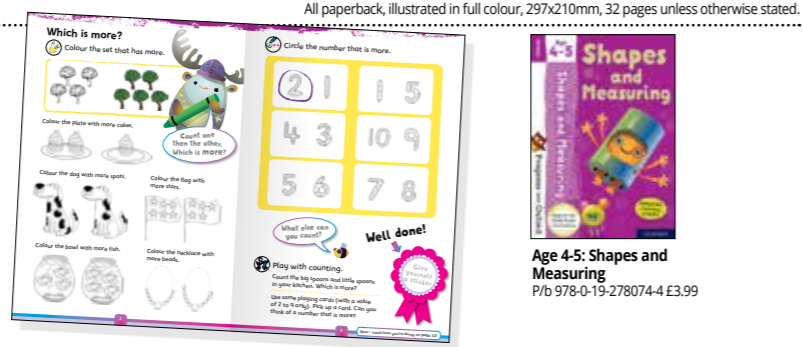 All paperback, illustrated in full colour, 297x210mm, 32 pages unless otherwise stated.
Which is more?
Colour the set that has more.
Count one
then the other.
Which is more?
Colour the plate with more cakes.
Colour the dog with more spots.
Colour the flag with
more stars.
Colour the bowl with more fish.
Colour the necklace with
more beads.
Circle the number that is more.
2 1
1 5
4 3
10 9
5 6
7 8
What else can
you count?
Well done!
Give
yourself
a sticker
Play with counting.
Count the big spoons and little spoons
in your kitchen. Which is more?
Use some playing cards (with a value
of 2 to 9 only). Pick up a card. Can you
think of a number that is more?
Age
4-5
Shapes
and
Measuring
Shapes and Measuring
Progress with Oxford
Age 4-5: Shapes and
Measuring
P/b 978-0-19-278074-4 £3.99